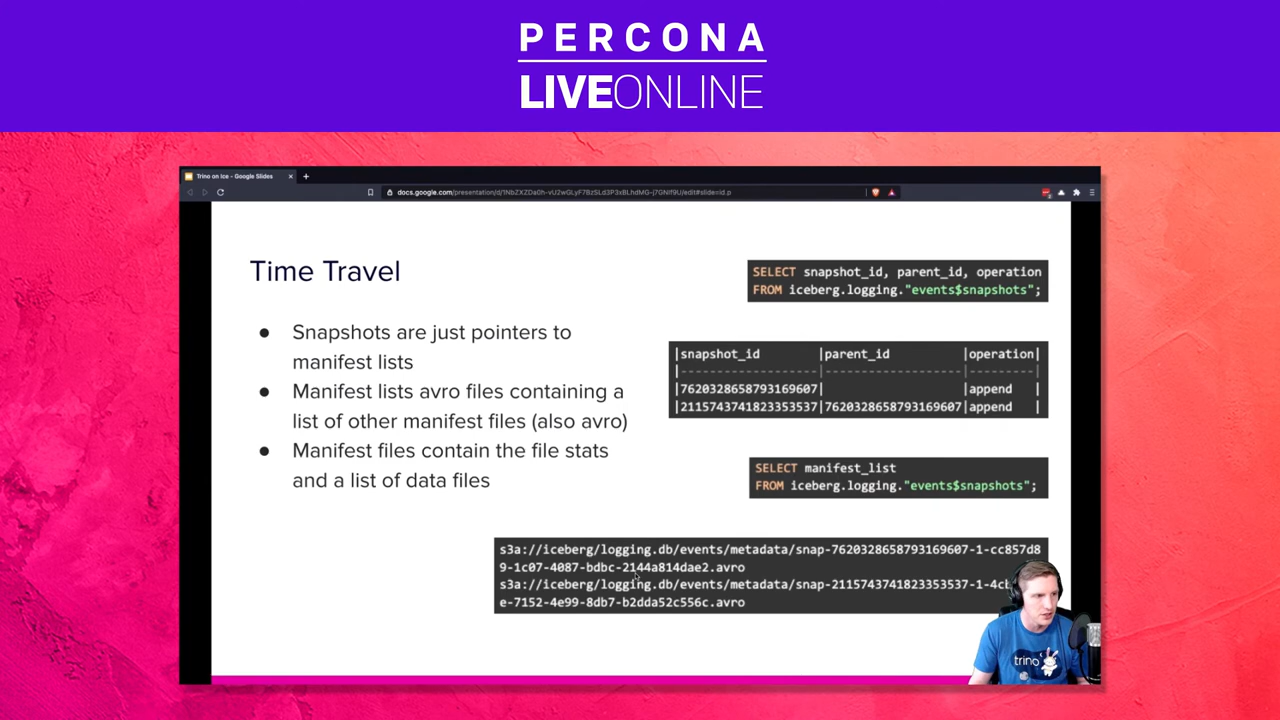 PERCONA
LIVEONLINE
Trino on Ice - Google Slides
Time Travel
● Snapshots are just pointers to
manifest lists
● Manifest lists avro files containing a
list of other manifest files (also avro)
● Manifest files contain the file stats
and a list of data files
SELECT snapshot_id, parent_id, operation
FROM iceberg.logging."events$snapshots";
|snapshot_id |parent_id |operation|
|-------------------|-------------------|---------|
|7620328658793169607| |append |
|2115743741823353537|7620328658793169607|append |
SELECT manifest_list
FROM iceberg.logging."events$snapshots";
s3a://iceberg/logging.db/events/metadata/snap-7620328658793169607-1-cc857d8
9-1c07-4087-bdbc-2144a814dae2.avro
s3a://iceberg/logging.db/events/metadata/snap-2115743741823353537-1-4c
e-7152-4e99-8db7-b2dda52c556c.avro
trino